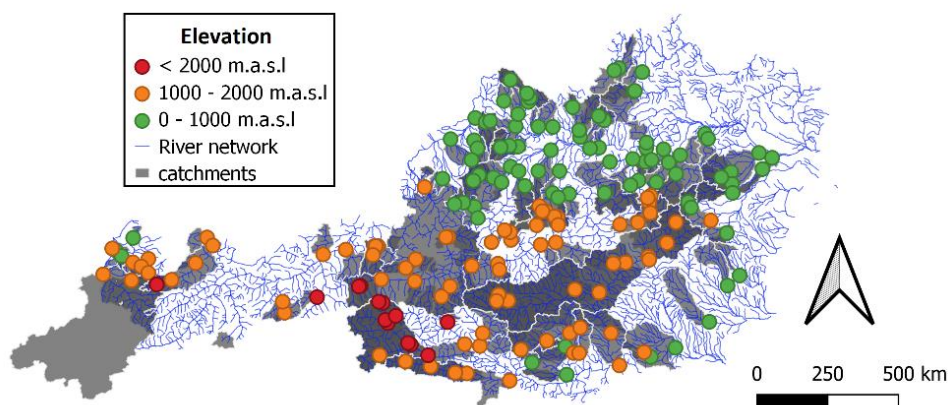 Elevation
< 2000 m.a.s.l
1000 - 2000 m.a.s.l
0 - 1000 m.a.s.l
River network
catchments
0 250 500 km